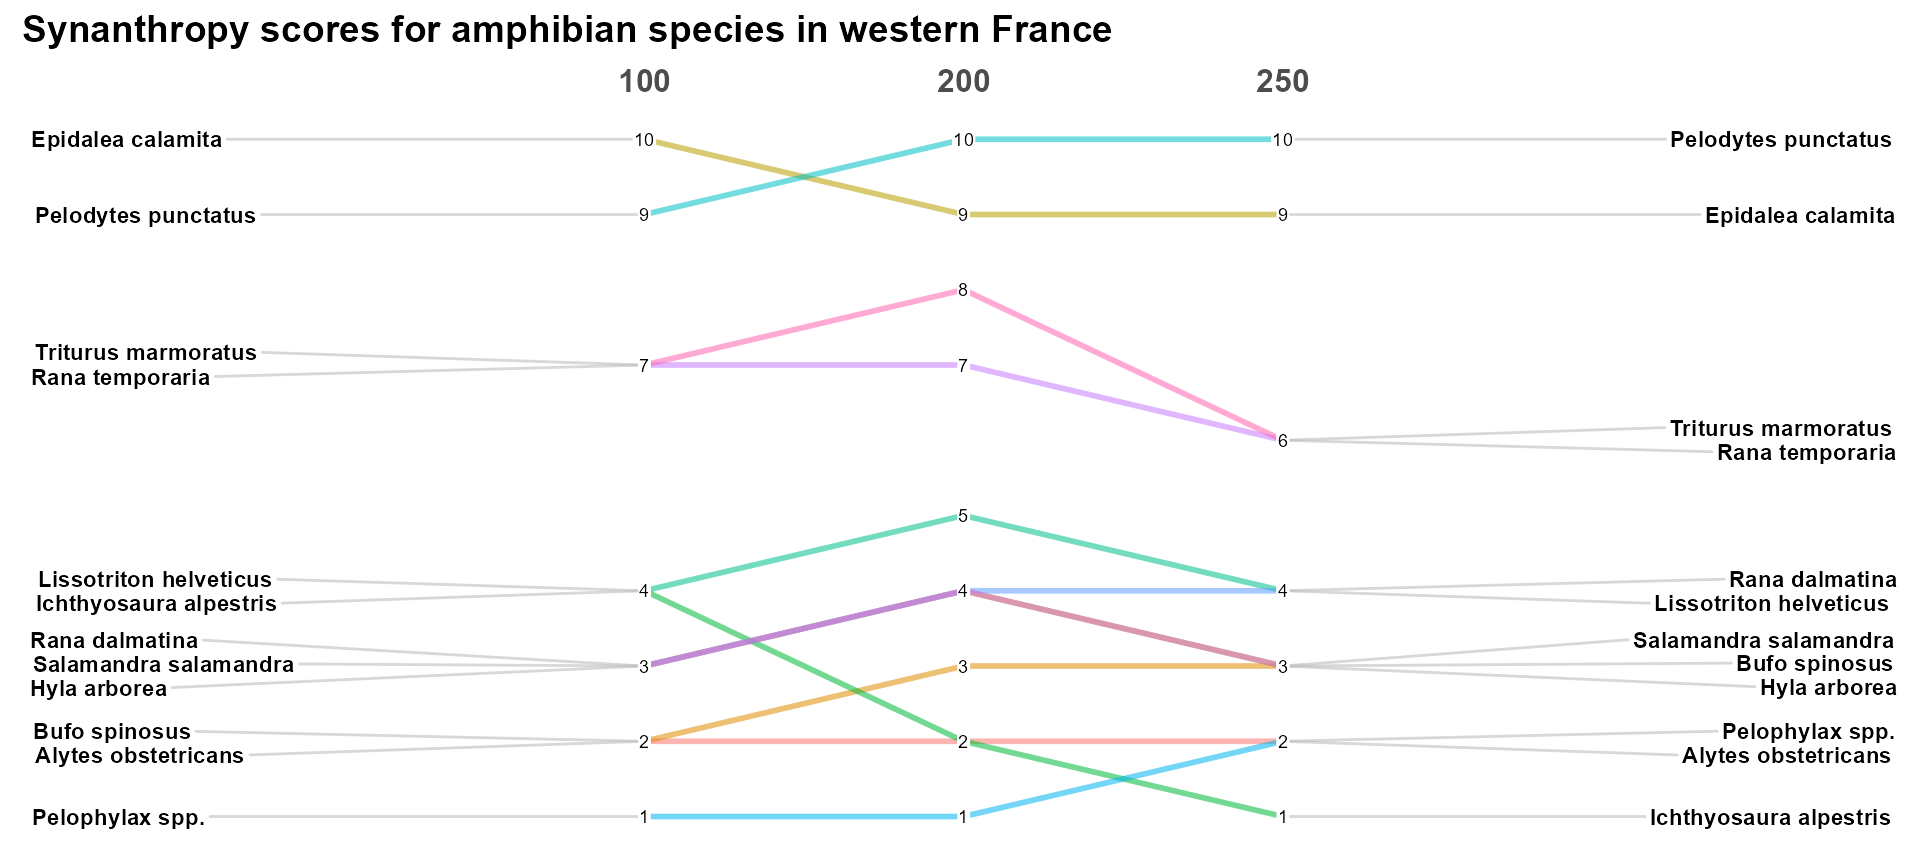 Synanthropy scores for amphibian species in western France
100 200 250
Epidalea calamita 10 10 10 Pelodytes punctatus
Pelodytes punctatus 9 9 9 Epidalea calamita
8
Triturus marmoratus
7 7
Rana temporaria
Triturus marmoratus
6
Rana temporaria
5
Lissotriton helveticus Rana dalmatina
4 4 4
Ichthyosaura alpestris Lissotriton helveticus
Rana dalmatina Salamandra salamandra
Salamandra salamandra 3 3 3 Bufo spinosus
Hyla arborea Hyla arborea
Bufo spinosus Pelophylax spp.
2 2 2
Alytes obstetricans Alytes obstetricans
Pelophylax spp. 1 1 1 Ichthyosaura alpestris